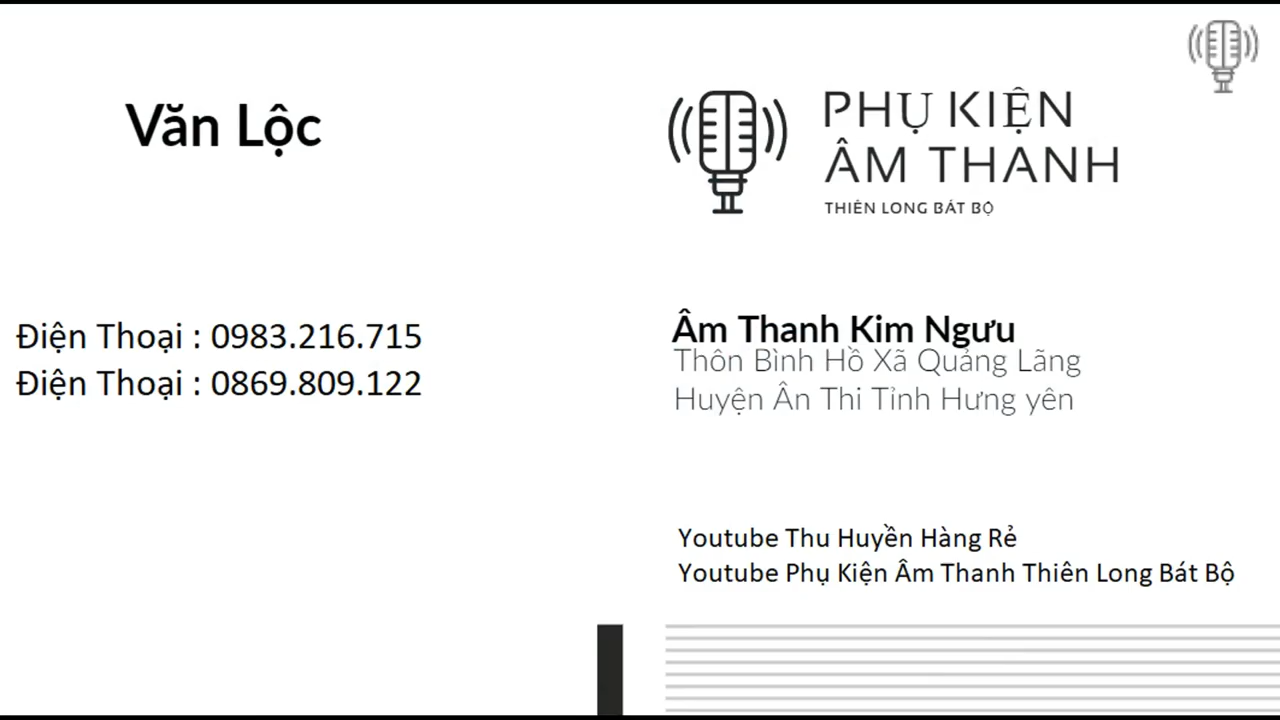 Văn Lộc
Điện Thoại : 0983.216.715
Điện Thoại : 0869.809.122
PHỤ KIỆN
ÂM THANH
THIÊN LONG BÁT BỘ
Âm Thanh Kim Ngưu
Thôn Bình Hồ Xã Quảng Lãng
Huyện Ân Thi Tỉnh Hưng yên
Youtube Thu Huyền Hàng Rẻ
Youtube Phụ Kiện Âm Thanh Thiên Long Bát Bộ